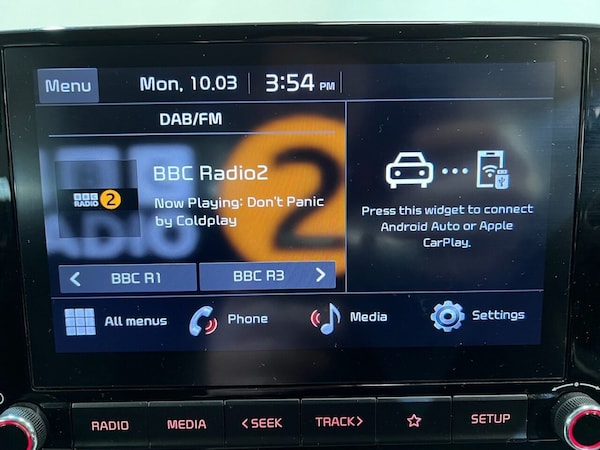 Menu
Mon, 10.03
3:54 PM
DAB/FM
BBC RADIO 2
BBC Radio2
Now Playing: Don't Panic
by Coldplay
< BBC R1
BBC R3 >
Press this widget to connect
Android Auto or Apple
CarPlay.
All menus
Phone
Media
Settings
RADIO
MEDIA
<SEEK
TRACK>
SETUP